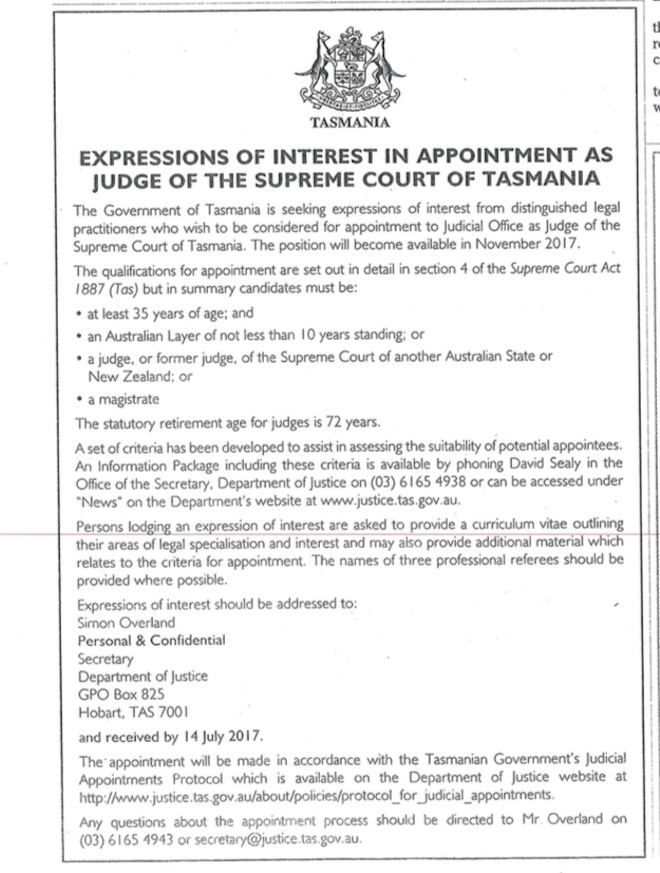 TASMANIA
EXPRESSIONS OF INTEREST IN APPOINTMENT AS
JUDGE OF THE SUPREME COURT OF TASMANIA
The Government of Tasmania is seeking expressions of interest from distinguished legal
practitioners who wish to be considered for appointment to Judicial Office as Judge of the
Supreme Court of Tasmania. The position will become available in November 2017.
The qualifications for appointment are set out in detail in section 4 of the Supreme Court Act
1887 (Tas) but in summary candidates must be:
• at least 35 years of age; and
• an Australian Layer of not less than 10 years standing; or
• a judge, or former judge, of the Supreme Court of another Australian State or
New Zealand; or
• a magistrate
The statutory retirement age for judges is 72 years.
A set of criteria has been developed to assist in assessing the suitability of potential appointees.
An Information Package including these criteria is available by phoning David Sealy in the
Office of the Secretary, Department of Justice on (03) 6165 4938 or can be accessed under
"News" on the Department's website at www.justice.tas.gov.au.
Persons lodging an expression of interest are asked to provide a curriculum vitae outlining
their areas of legal specialisation and interest and may also provide additional material which
relates to the criteria for appointment. The names of three professional referees should be
provided where possible.
Expressions of interest should be addressed to:
Simon Overland
Personal & Confidential
Secretary
Department of Justice
GPO Box 825
Hobart, TAS 7001
and received by 14 July 2017.
The appointment will be made in accordance with the Tasmanian Government's Judicial
Appointments Protocol which is available on the Department of Justice website at
http://www.justice.tas.gov.au/about/policies/protocol_for_judicial_appointments.
Any questions about the appointment process should be directed to Mr. Overland on
(03) 6165 4943 or secretary@justice.tas.gov.au.